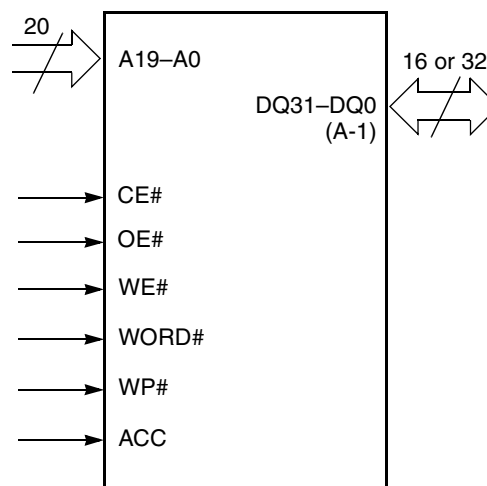 20
A19–A0
16 or 32
DQ31–DQ0
(A-1)
CE#
OE#
WE#
WORD#
WP#
ACC